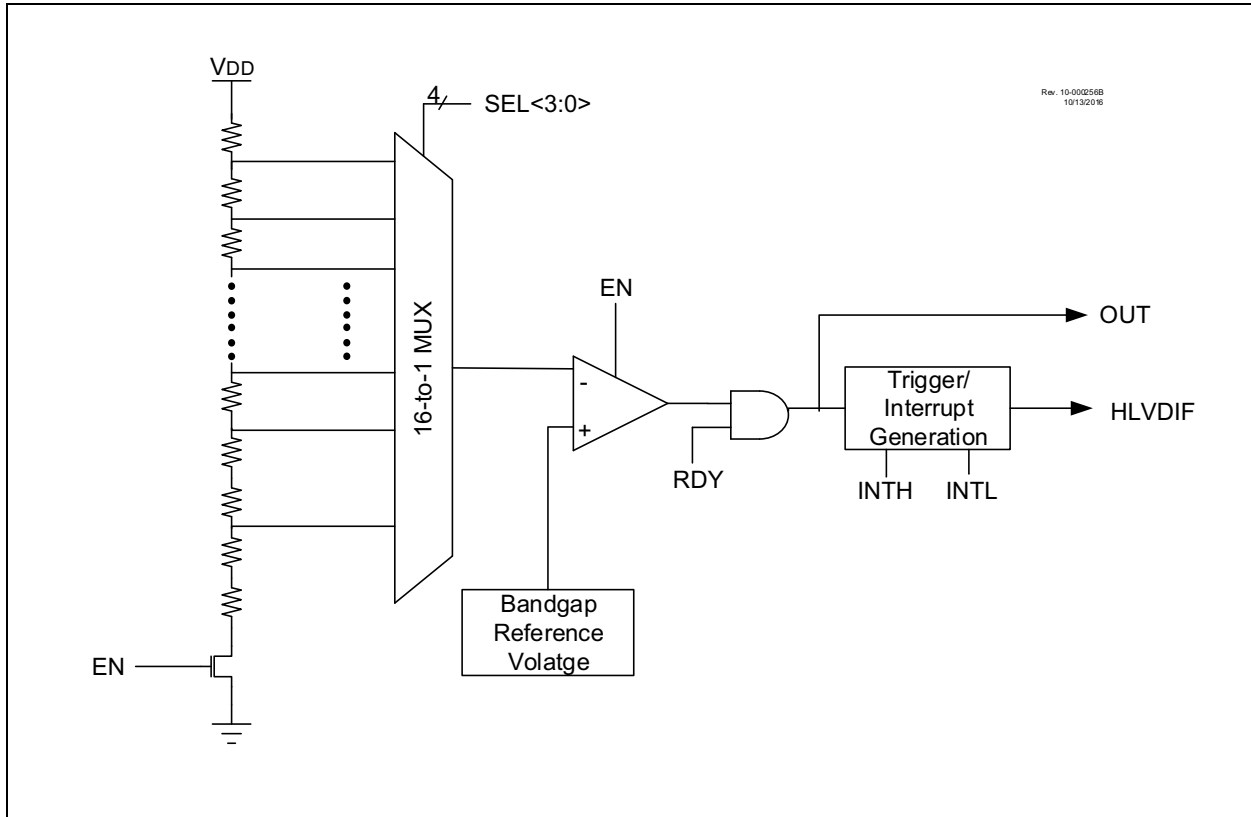 VDD
4
SEL<3:0>
Rev. 10-000256B
10/13/2016
16-to-1 MUX
EN
-
+
RDY
OUT
Trigger/
Interrupt
Generation
HLVDIF
INTH
INTL
Bandgap
Reference
Volatge
EN